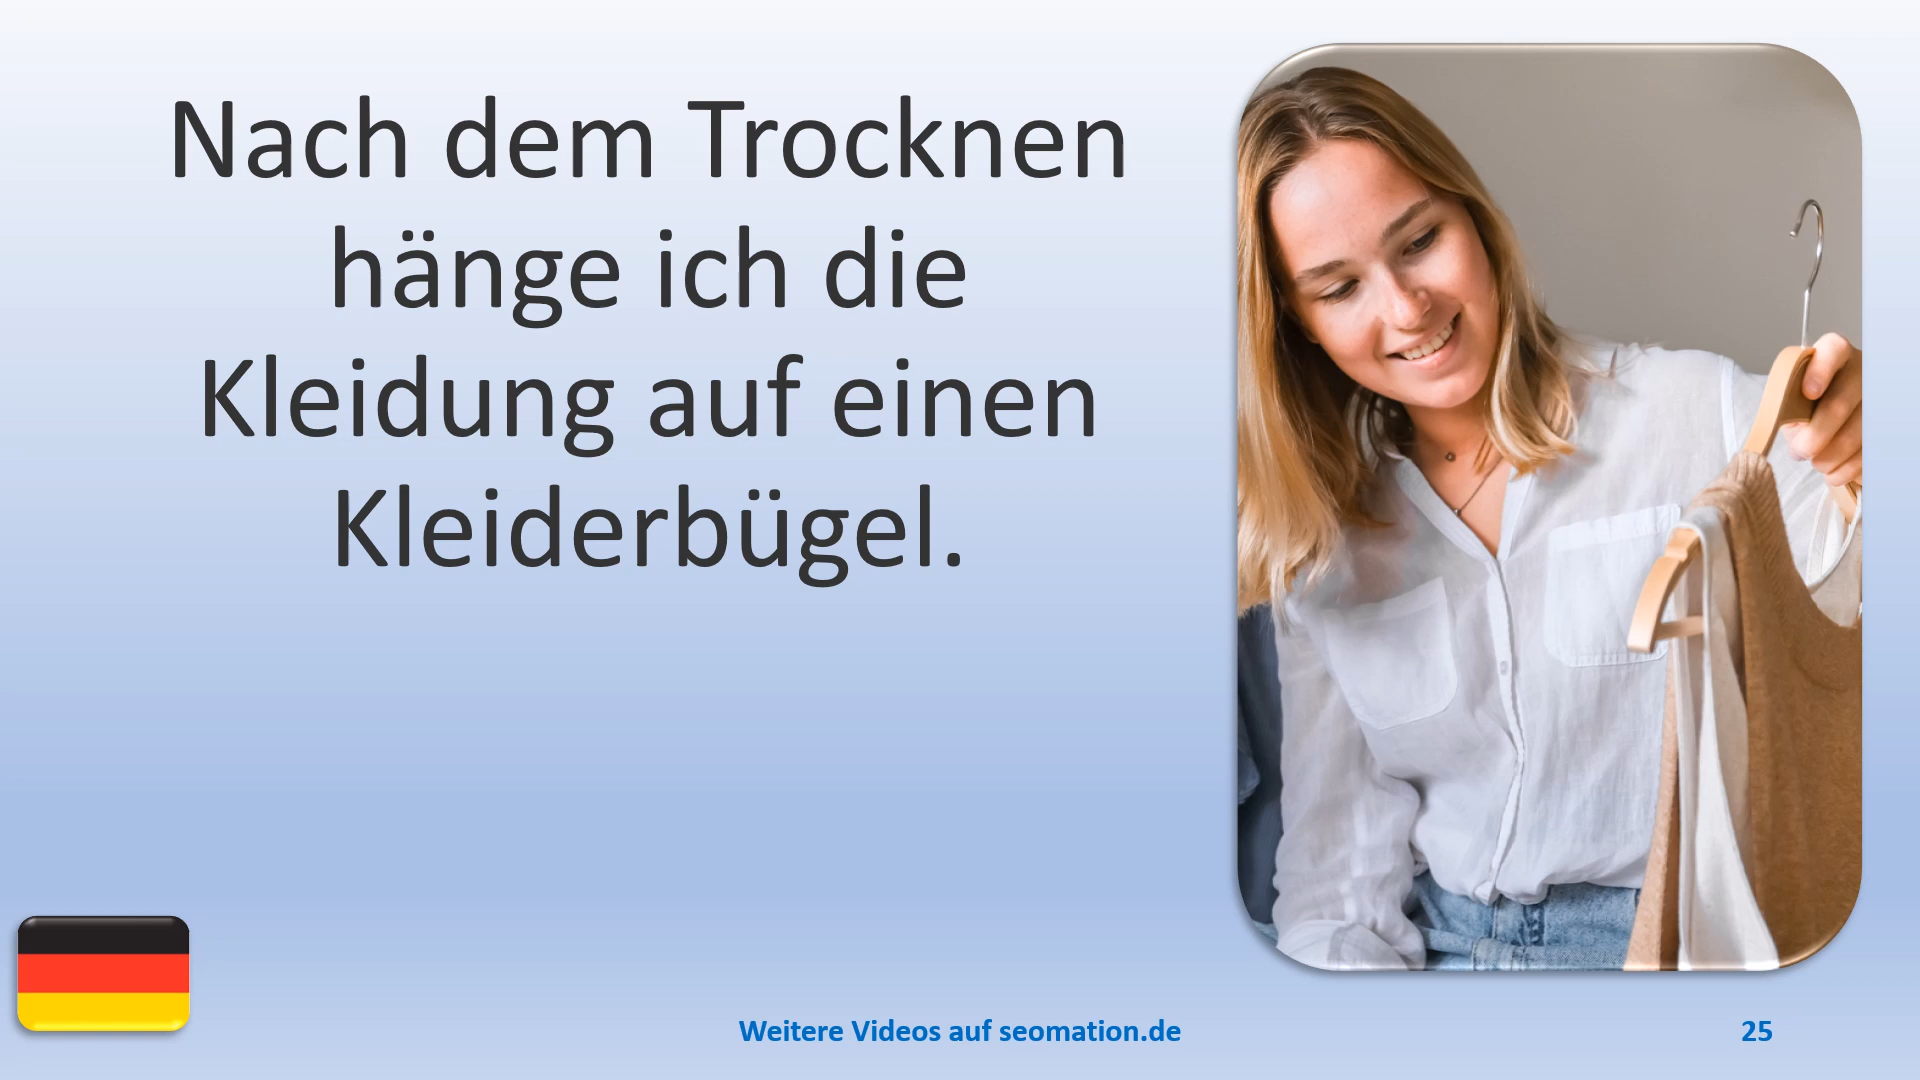 Nach dem Trocknen
hänge ich die
Kleidung auf einen
Kleiderbügel.
Weitere Videos auf seomation.de
25